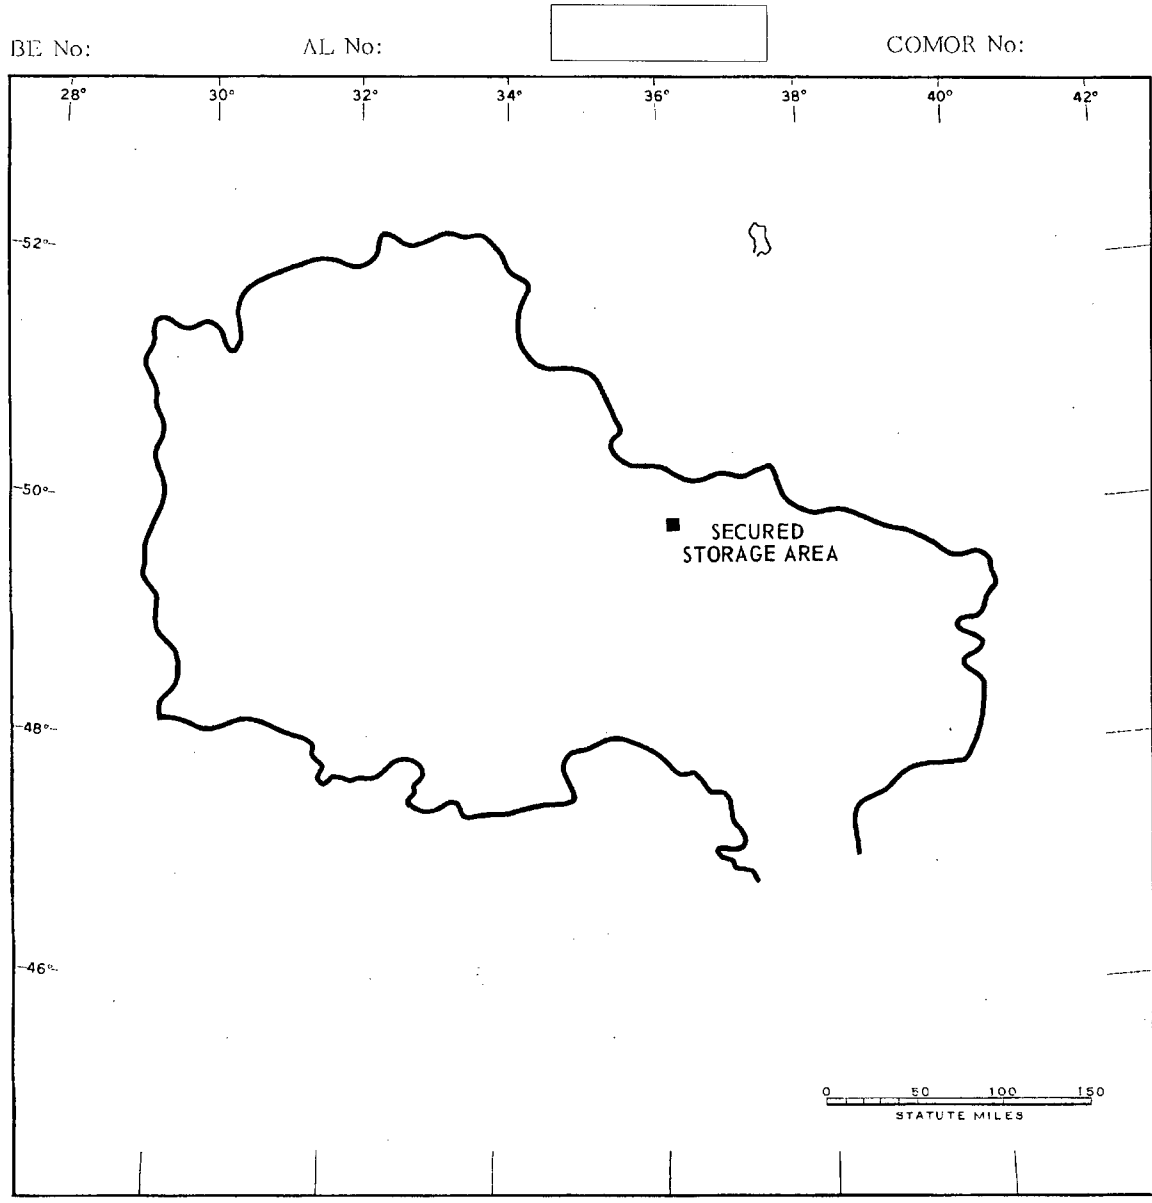 BE No: AL No: COMOR No:
28° 30° 32° 34° 36° 38° 40° 42°
52°
50°
SECURED
STORAGE AREA
48°
46°
0 50 100 150
STATUTE MILES